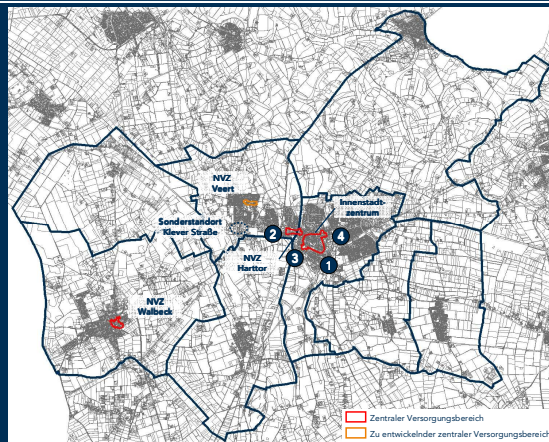 NVZ
Veert
Innenstadt-
zentrum
Sonderstandort
Klever Straße
2
4
NVZ
Harttor
3
1
NVZ
Walbeck
Zentraler Versorgungsbereich
Zu entwickelnder zentraler Versorgungsbereich